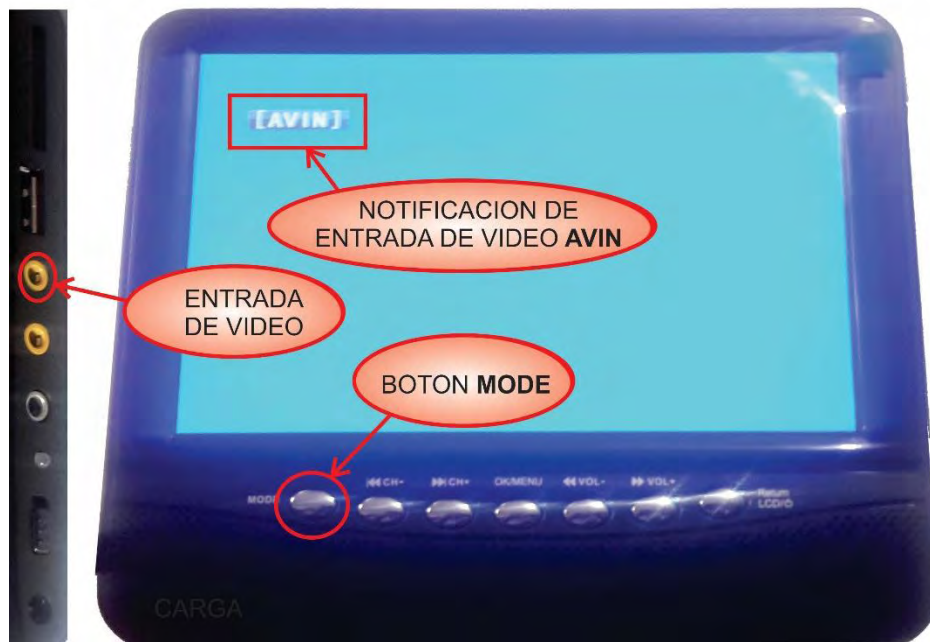 [AVIN]
NOTIFICACION DE
ENTRADA DE VIDEO AVIN
ENTRADA
DE VIDEO
BOTON MODE
MODE
|◀◀ CH- ▶▶| CH+ OK/MENU ◀◀ VOL- ▶▶ VOL+
Return
LCD/⏻
CARGA